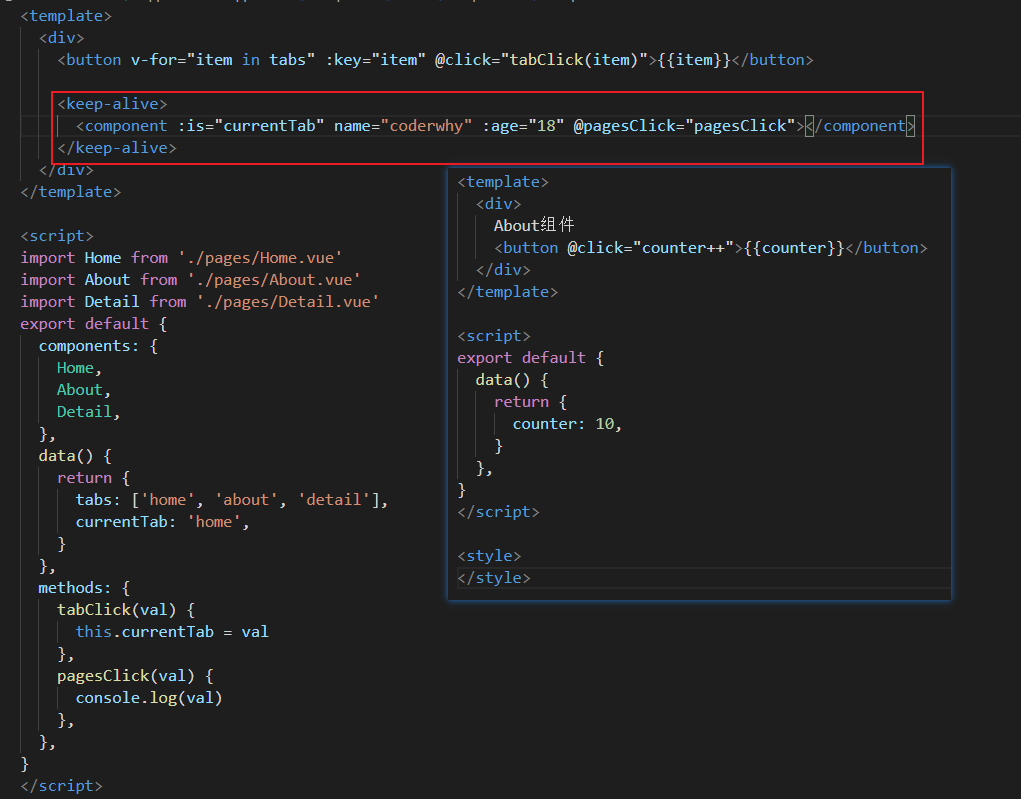 <template>
<div>
<button v-for="item in tabs" :key="item" @click="tabClick(item)">{{item}}</button>
<keep-alive>
<component :is="currentTab" name="coderwhy" :age="18" @pagesClick="pagesClick"></component>
</keep-alive>
</div>
</template>
<script>
import Home from './pages/Home.vue'
import About from './pages/About.vue'
import Detail from './pages/Detail.vue'
export default {
components: {
Home,
About,
Detail,
},
data() {
return {
tabs: ['home', 'about', 'detail'],
currentTab: 'home',
}
},
methods: {
tabClick(val) {
this.currentTab = val
},
pagesClick(val) {
console.log(val)
},
},
}
</script>
<template>
<div>
About组件
<button @click="counter++">{{counter}}</button>
</div>
</template>
<script>
export default {
data() {
return {
counter: 10,
}
},
}
</script>
<style>
</style>